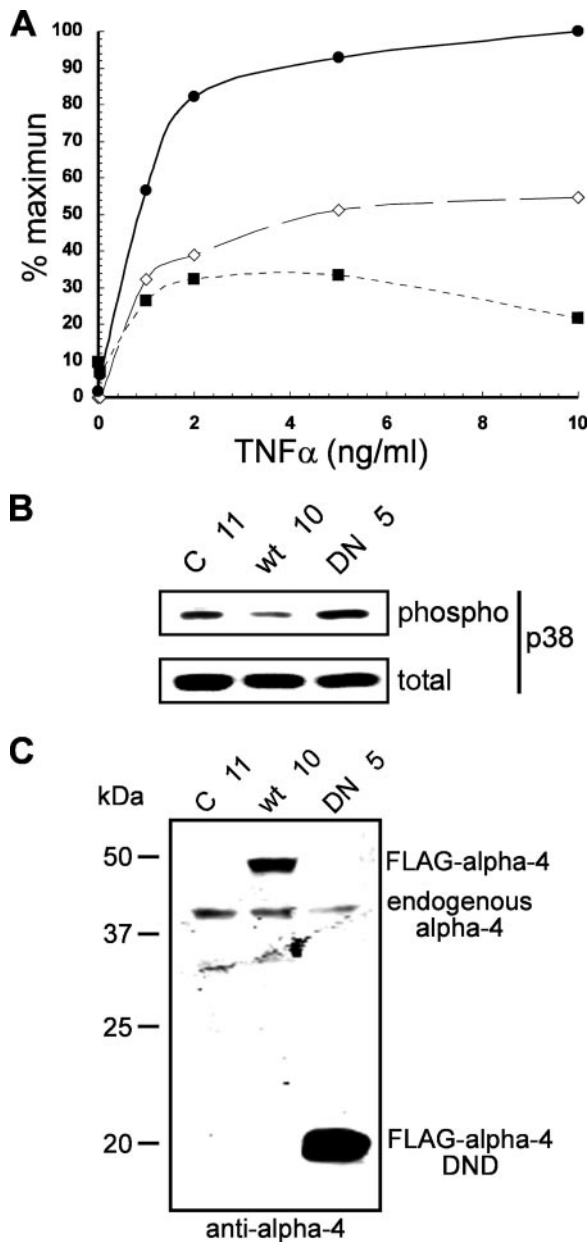 A
% maximun
100
90
80
70
60
50
40
30
20
10
0
0 2 4 6 8 10
TNFα (ng/ml)
B
C 11 wt 10 DN 5
phospho
total
p38
C
kDa
C 11 wt 10 DN 5
50
37
25
20
FLAG-alpha-4
endogenous
alpha-4
FLAG-alpha-4
DND
anti-alpha-4